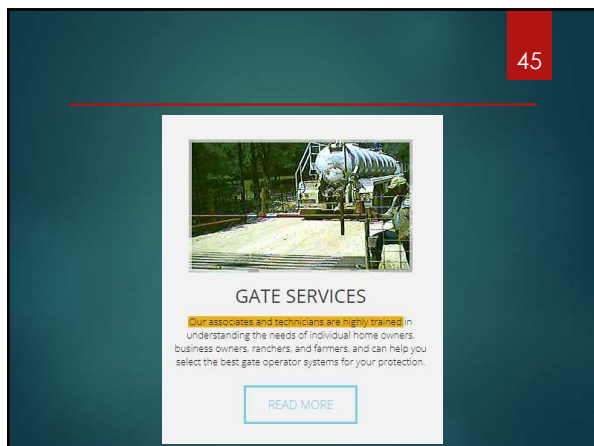 45
GATE SERVICES
Our associates and technicians are highly trained in
understanding the needs of individual home owners,
business owners, ranchers, and farmers, and can help you
select the best gate operator systems for your protection.
READ MORE